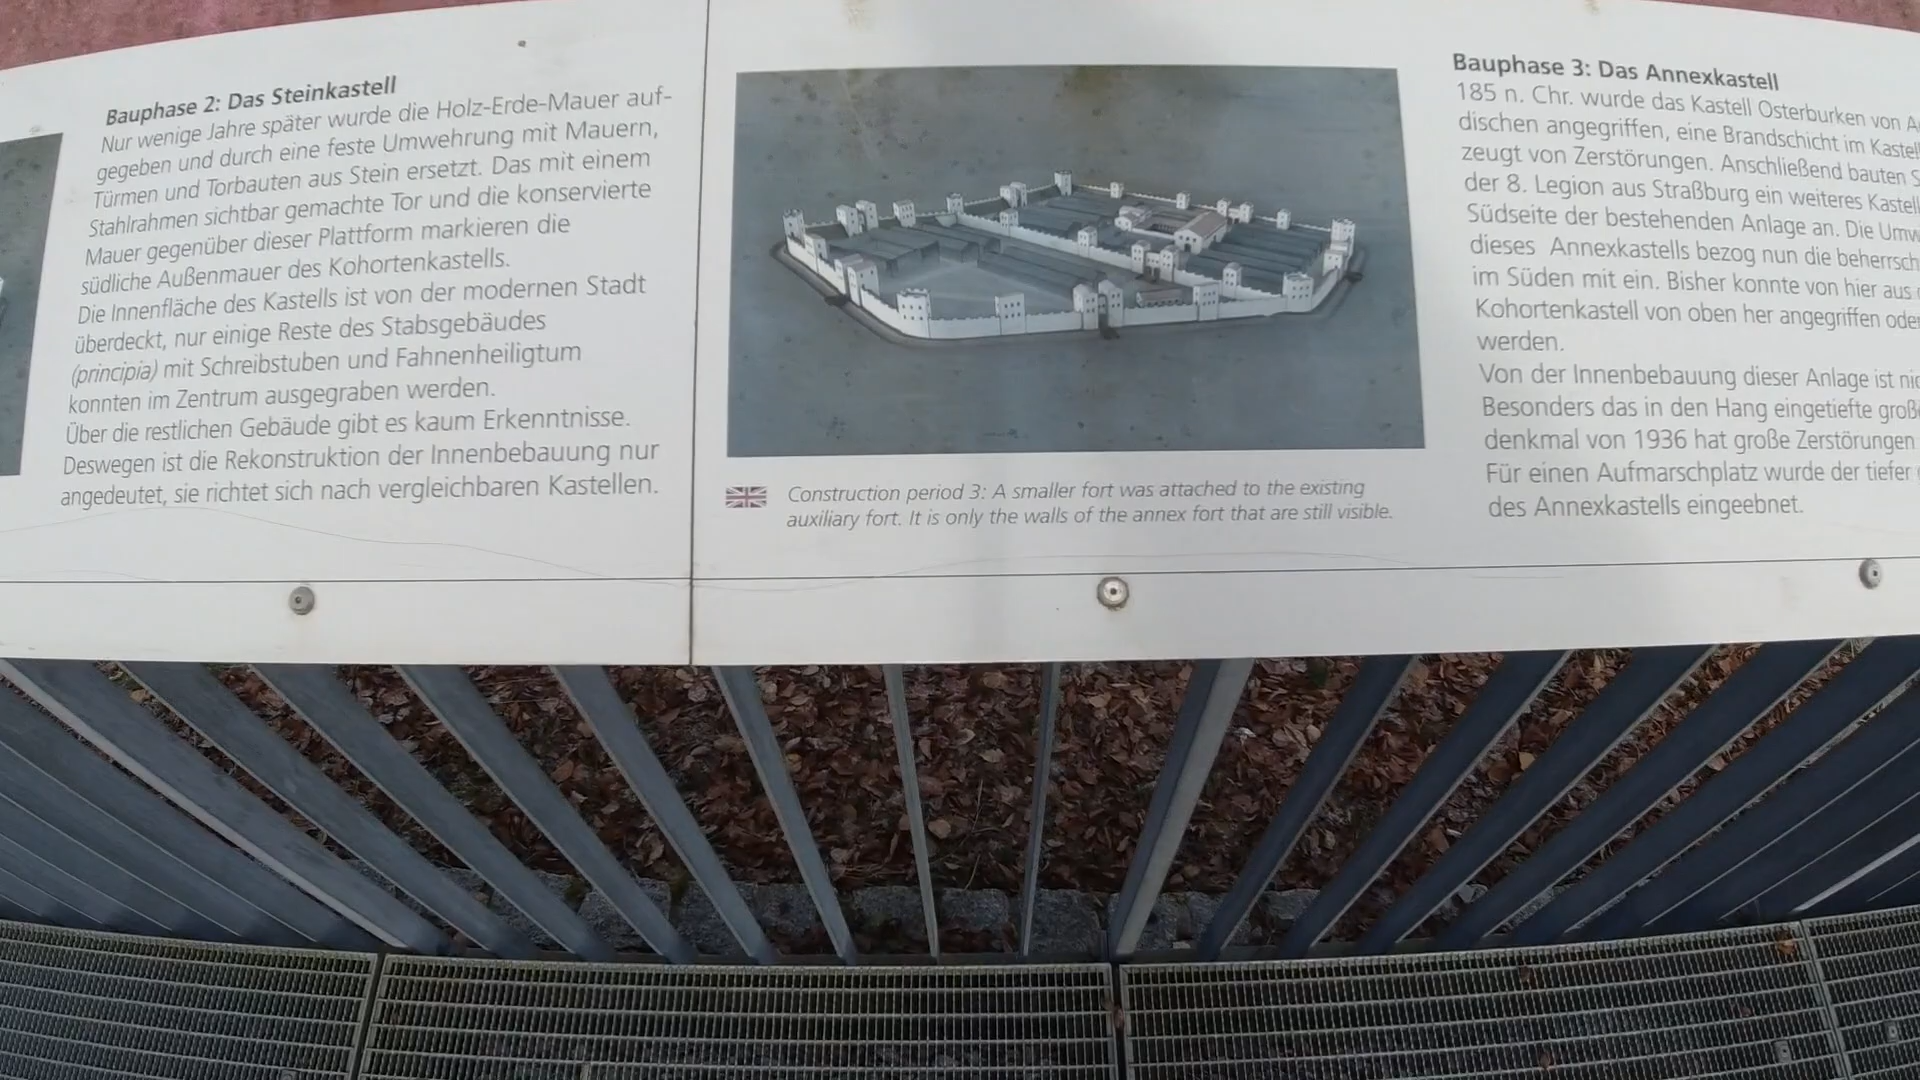 Bauphase 2: Das Steinkastell
Nur wenige Jahre später wurde die Holz-Erde-Mauer auf-
gegeben und durch eine feste Umwehrung mit Mauern,
Türmen und Torbauten aus Stein ersetzt. Das mit einem
Stahlrahmen sichtbar gemachte Tor und die konservierte
Mauer gegenüber dieser Plattform markieren die
südliche Außenmauer des Kohortenkastells.
Die Innenfläche des Kastells ist von der modernen Stadt
überdeckt, nur einige Reste des Stabsgebäudes
(principia) mit Schreibstuben und Fahnenheiligtum
konnten im Zentrum ausgegraben werden.
Über die restlichen Gebäude gibt es kaum Erkenntnisse.
Deswegen ist die Rekonstruktion der Innenbebauung nur
angedeutet, sie richtet sich nach vergleichbaren Kastellen.
Construction period 3: A smaller fort was attached to the existing
auxiliary fort. It is only the walls of the annex fort that are still visible.
Bauphase 3: Das Annexkastell
185 n. Chr. wurde das Kastell Osterburken von
dischen angegriffen, eine Brandschicht im Kastell
zeugt von Zerstörungen. Anschließend bauten
der 8. Legion aus Straßburg ein weiteres Kastell
Südseite der bestehenden Anlage an. Die
dieses Annexkastells bezog nun die
im Süden mit ein. Bisher konnte von hier aus
Kohortenkastell von oben her angegriffen oder
werden.
Von der Innenbebauung dieser Anlage ist
Besonders das in den Hang eingetiefte
denkmal von 1936 hat große Zerstörungen
Für einen Aufmarschplatz wurde der tiefer
des Annexkastells eingeebnet.